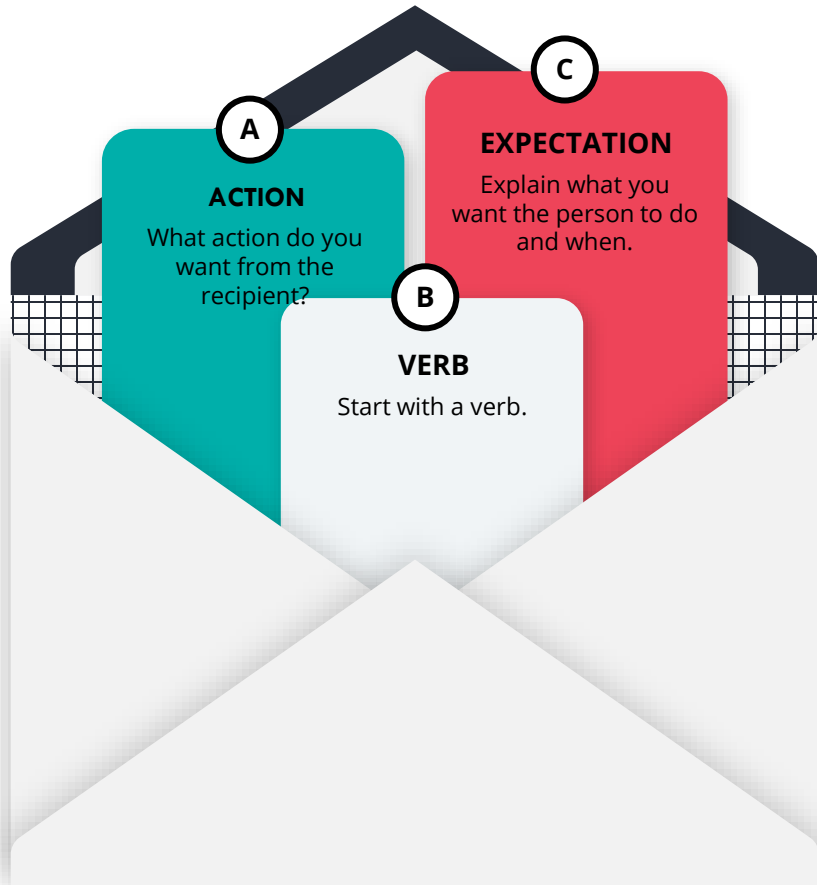 A
ACTION
What action do you
want from the
recipient?
B
VERB
Start with a verb.
C
EXPECTATION
Explain what you
want the person to do
and when.